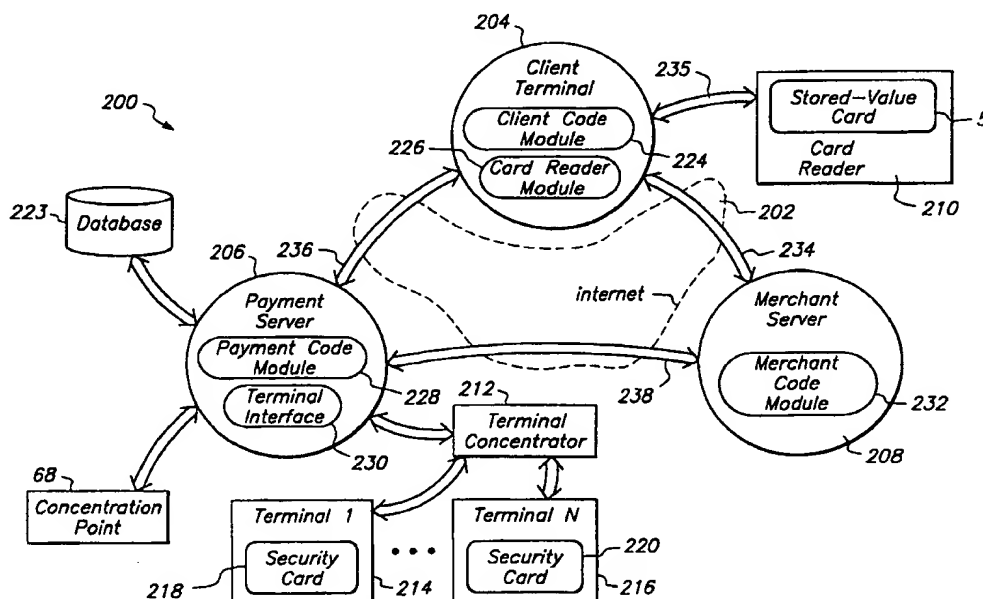 204
Client
Terminal
235
200
Client Code
Module
Stored-Value
Card
5
226
Card Reader
Module
224
Card
Reader
202
210
223
Database
236
234
206
internet
Payment
Server
Merchant
Server
Payment Code
Module
228
212
238
Merchant
Code
Module
232
Terminal
Interface
230
Terminal
Concentrator
208
68
Concentration
Point
Terminal 1
Terminal N
220
218
Security
Card
214
Security
Card
216